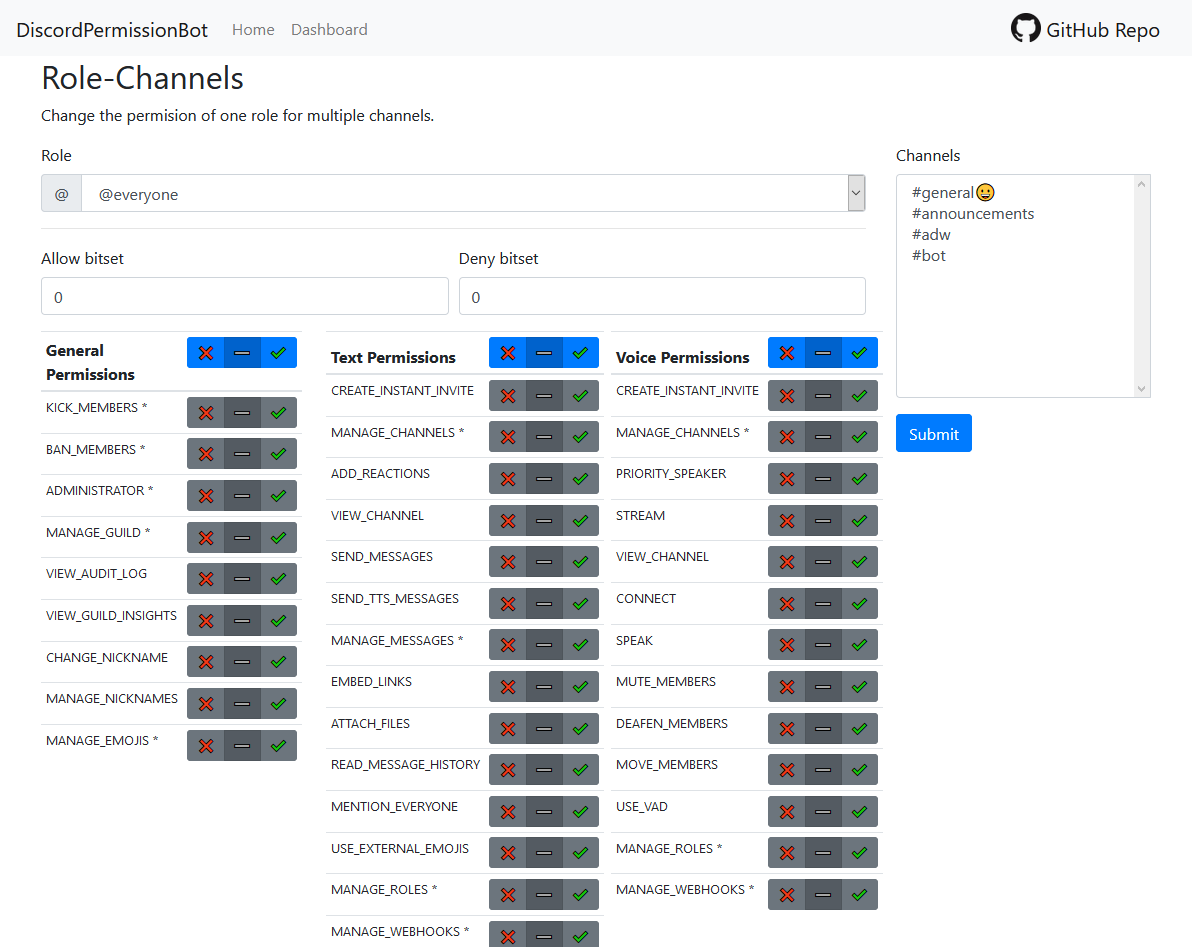 DiscordPermissionBot Home Dashboard GitHub Repo
Role-Channels
Change the permision of one role for multiple channels.
Role
@ @everyone
Allow bitset Deny bitset
0 0
General
Permissions
KICK_MEMBERS *
BAN_MEMBERS *
ADMINISTRATOR *
MANAGE_GUILD *
VIEW_AUDIT_LOG
VIEW_GUILD_INSIGHTS
CHANGE_NICKNAME
MANAGE_NICKNAMES
MANAGE_EMOJIS *
Text Permissions
CREATE_INSTANT_INVITE
MANAGE_CHANNELS *
ADD_REACTIONS
VIEW_CHANNEL
SEND_MESSAGES
SEND_TTS_MESSAGES
MANAGE_MESSAGES *
EMBED_LINKS
ATTACH_FILES
READ_MESSAGE_HISTORY
MENTION_EVERYONE
USE_EXTERNAL_EMOJIS
MANAGE_ROLES *
MANAGE_WEBHOOKS *
Voice Permissions
CREATE_INSTANT_INVITE
MANAGE_CHANNELS *
PRIORITY_SPEAKER
STREAM
VIEW_CHANNEL
CONNECT
SPEAK
MUTE_MEMBERS
DEAFEN_MEMBERS
MOVE_MEMBERS
USE_VAD
MANAGE_ROLES *
MANAGE_WEBHOOKS *
Channels
#general😀
#announcements
#adw
#bot
Submit